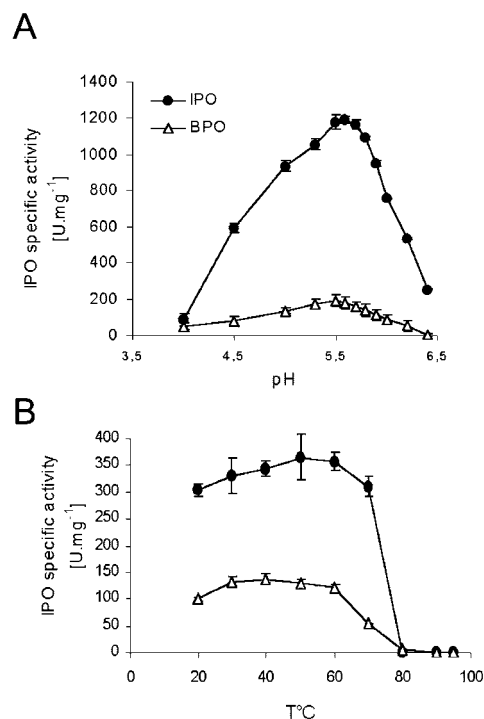 A
1400
1200
1000
800
600
400
200
0
IPO
BPO
IPO specific activity
[U.mg-1]
3,5
4,5
5,5
6,5
pH
B
400
350
300
250
200
150
100
50
0
IPO specific activity
[U.mg-1]
0
20
40
60
80
100
T°C